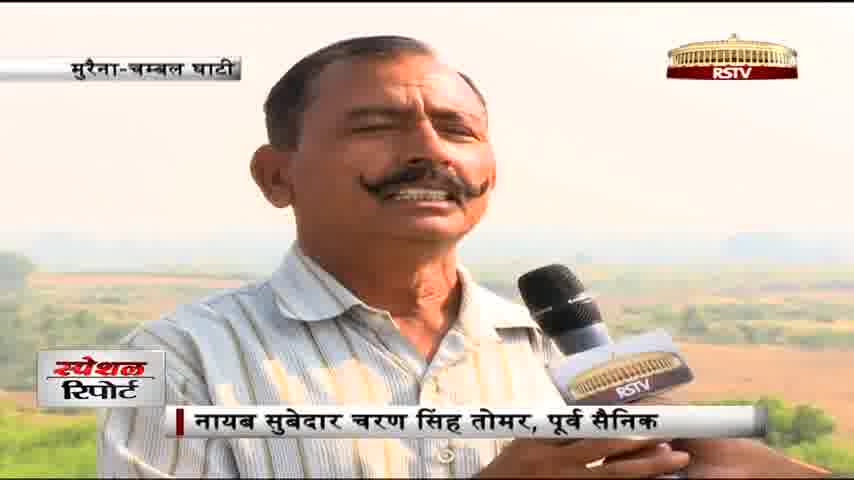 मुरैना-चम्बल घाटी
RSTV
RSTV
स्पेशल
रिपोर्ट
नायब सुबेदार चरण सिंह तोमर, पूर्व सैनिक